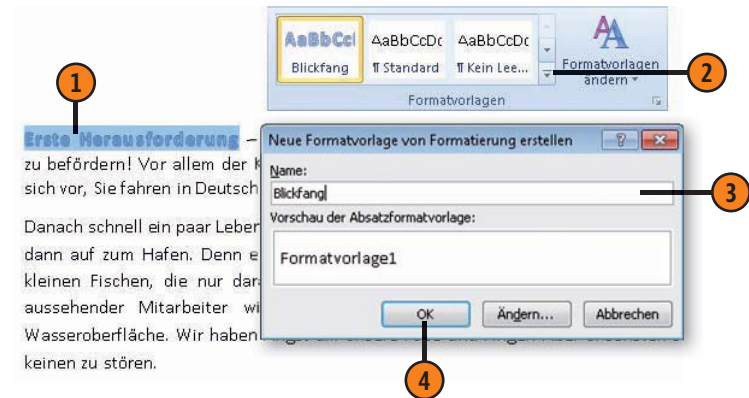 AaBbCcl AaBbCcDc AaBbCcDc
Blickfang ¶ Standard ¶ Kein Lee... Formatvorlagen ändern
Formatvorlagen
1
2
Erste Herausforderung –
zu befördern! Vor allem der K
sich vor, Sie fahren in Deutsch
Danach schnell ein paar Leber
dann auf zum Hafen. Denn e
kleinen Fischen, die nur dar
aussehender Mitarbeiter wi
Wasseroberfläche. Wir haben
keinen zu stören.
Neue Formatvorlage von Formatierung erstellen
Name:
Blickfang
3
Vorschau der Absatzformatvorlage:
Formatvorlage1
OK Ändern... Abbrechen
4